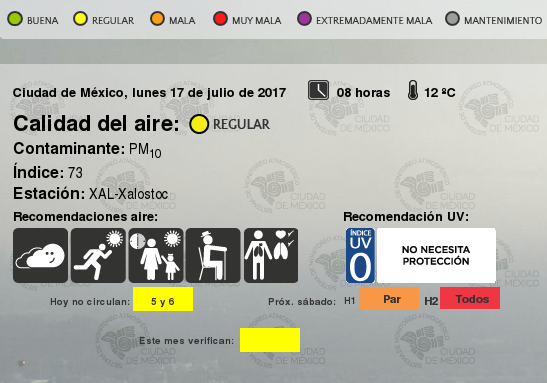 BUENA REGULAR MALA MUY MALA EXTREMADAMENTE MALA MANTENIMIENTO
Ciudad de México, lunes 17 de julio de 2017 08 horas 12 ºC
Calidad del aire: REGULAR
Contaminante: PM10
Índice: 73
Estación: XAL-Xalostoc
Recomendaciones aire: Recomendación UV:
ÍNDICE
UV
0
NO NECESITA
PROTECCIÓN
Hoy no circulan: 5 y 6 Próx. sábado: H1 Par H2 Todos
Este mes verifican:
CIUDAD
DE MÉXICO